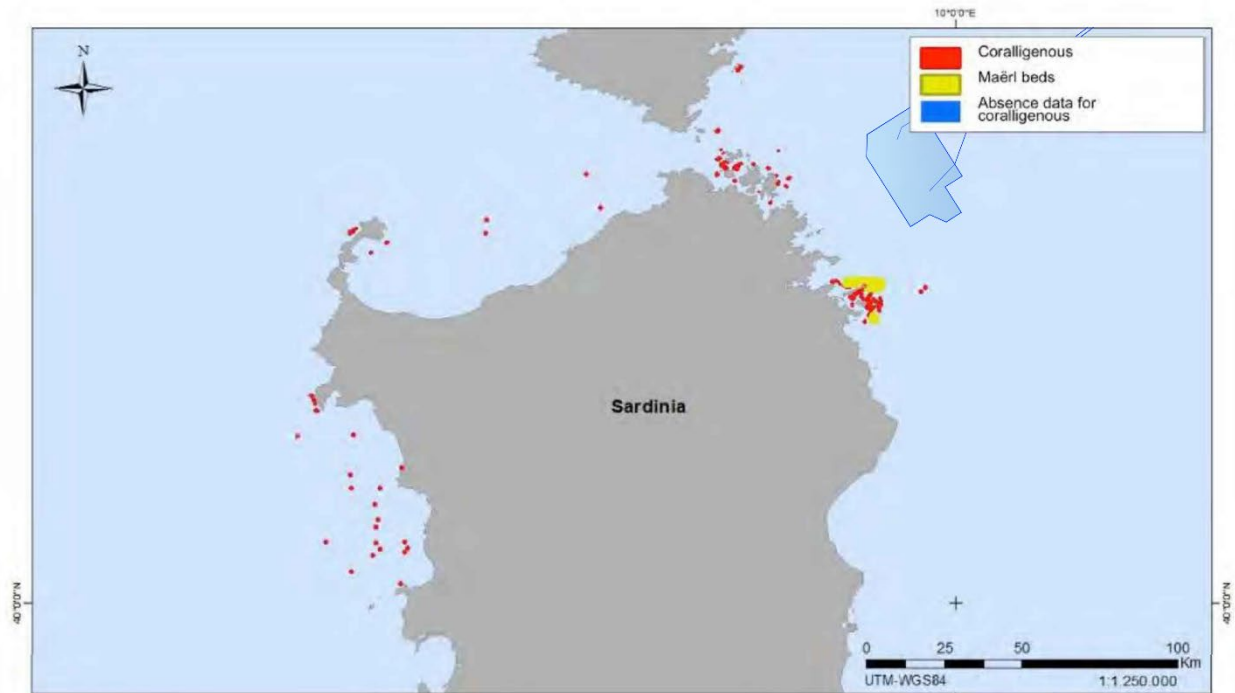 10°0'0"E
N
Coralligenous
Maërl beds
Absence data for
coralligenous
Sardinia
40°0'0"N
40°0'0"N
0 25 50 100
Km
UTM-WGS84 1:1.250.000